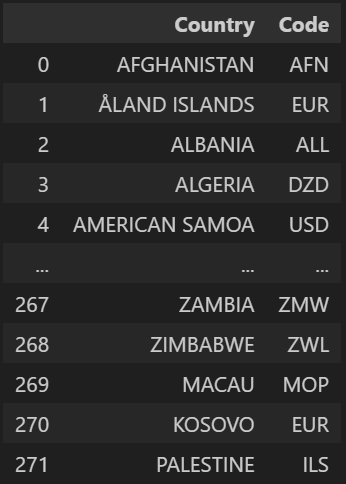 Country Code
0 AFGHANISTAN AFN
1 ÅLAND ISLANDS EUR
2 ALBANIA ALL
3 ALGERIA DZD
4 AMERICAN SAMOA USD
... ... ...
267 ZAMBIA ZMW
268 ZIMBABWE ZWL
269 MACAU MOP
270 KOSOVO EUR
271 PALESTINE ILS